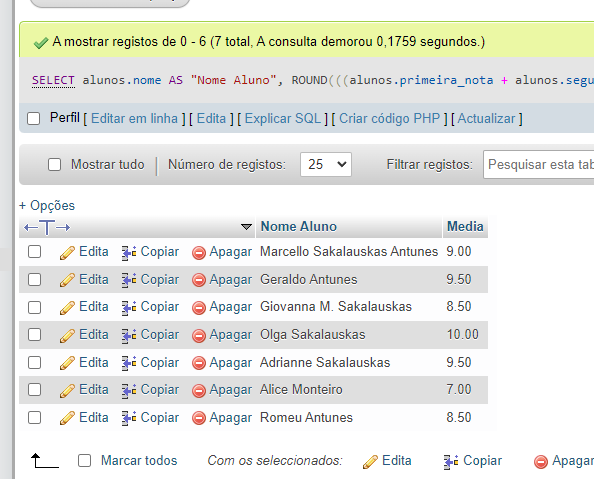 A mostrar registos de 0 - 6 (7 total, A consulta demorou 0,1759 segundos.)
SELECT alunos.nome AS "Nome Aluno", ROUND(((alunos.primeira_nota + alunos.segu
Perfil [ Editar em linha ] [ Edita ] [ Explicar SQL ] [ Criar código PHP ] [ Actualizar ]
Mostrar tudo | Número de registos: 25 Filtrar registos: Pesquisar esta tab
+ Opções
←T→ Nome Aluno Media
Edita Copiar Apagar Marcello Sakalauskas Antunes 9.00
Edita Copiar Apagar Geraldo Antunes 9.50
Edita Copiar Apagar Giovanna M. Sakalauskas 8.50
Edita Copiar Apagar Olga Sakalauskas 10.00
Edita Copiar Apagar Adrianne Sakalauskas 9.50
Edita Copiar Apagar Alice Monteiro 7.00
Edita Copiar Apagar Romeu Antunes 8.50
Marcar todos Com os seleccionados: Edita Copiar Apagar